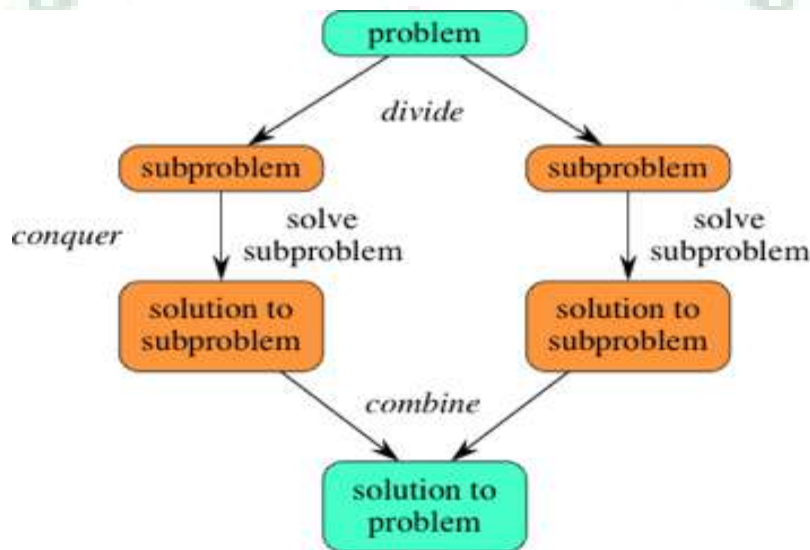 problem
divide
subproblem
subproblem
conquer
solve
subproblem
solve
subproblem
solution to
subproblem
solution to
subproblem
combine
solution to
problem